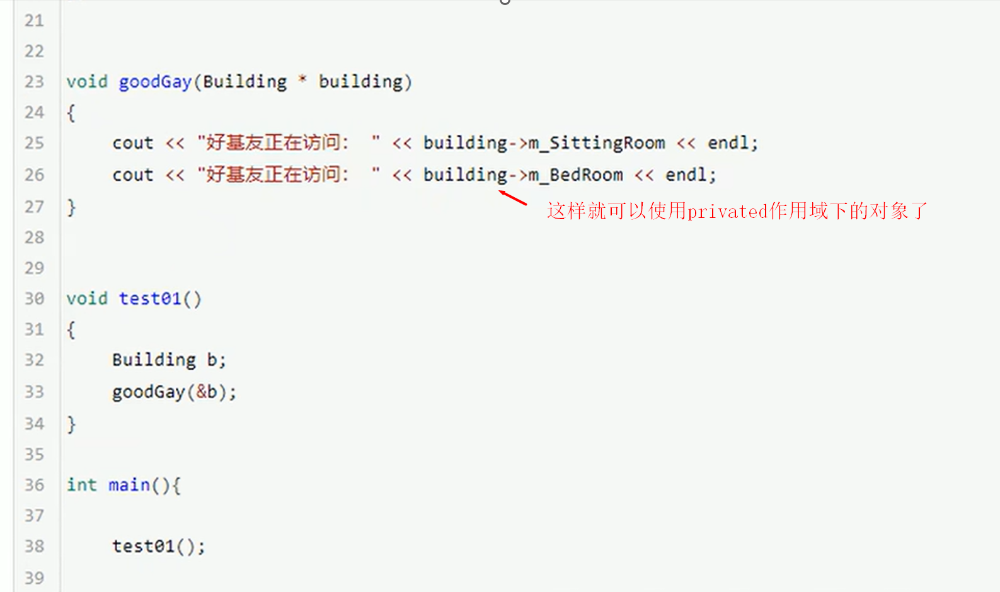 21
22
23 void goodGay(Building * building)
24 {
25 cout << "好基友正在访问： " << building->m_SittingRoom << endl;
26 cout << "好基友正在访问： " << building->m_BedRoom << endl;
27 }
这样就可以使用privated作用域下的对象了
28
29
30 void test01()
31 {
32 Building b;
33 goodGay(&b);
34 }
35
36 int main(){
37
38 test01();
39